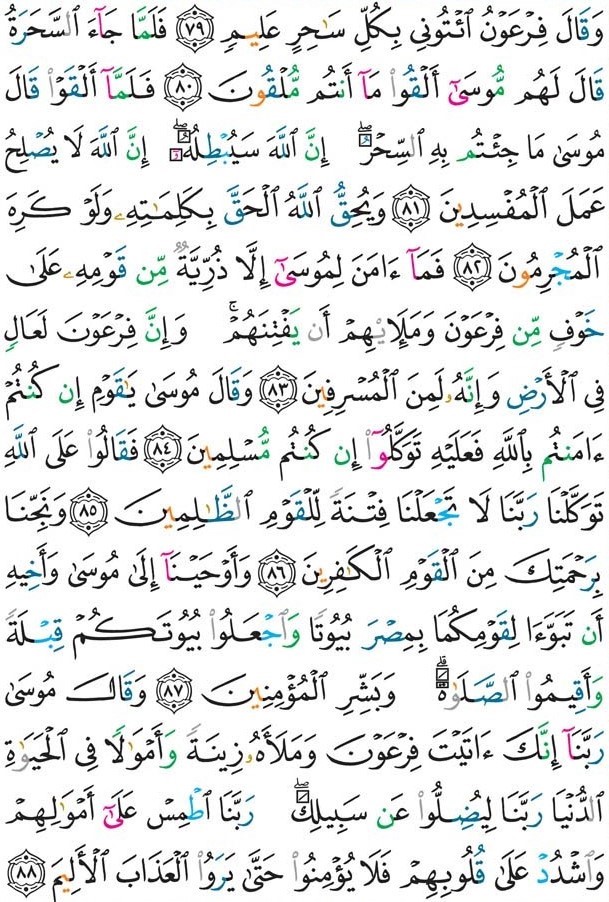 وَقَالَ فِرْعَوْنُ ٱئْتُونِى بِكُلِّ سَـٰحِرٍ عَلِيمٍ ﴿٧٩﴾ فَلَمَّا جَآءَ ٱلسَّحَرَةُ
قَالَ لَهُم مُّوسَىٰٓ أَلْقُوا۟ مَآ أَنتُم مُّلْقُونَ ﴿٨٠﴾ فَلَمَّآ أَلْقَوْا۟ قَالَ
مُوسَىٰ مَا جِئْتُم بِهِ ٱلسِّحْرُ ۖ إِنَّ ٱللَّهَ سَيُبْطِلُهُۥٓ ۖ إِنَّ ٱللَّهَ لَا يُصْلِحُ
عَمَلَ ٱلْمُفْسِدِينَ ﴿٨١﴾ وَيُحِقُّ ٱللَّهُ ٱلْحَقَّ بِكَلِمَـٰتِهِۦ وَلَوْ كَرِهَ
ٱلْمُجْرِمُونَ ﴿٨٢﴾ فَمَآ ءَامَنَ لِمُوسَىٰٓ إِلَّا ذُرِّيَّةٌ مِّن قَوْمِهِۦ عَلَىٰ
خَوْفٍ مِّن فِرْعَوْنَ وَمَلَإِي۟هِمْ أَن يَفْتِنَهُمْ ۚ وَإِنَّ فِرْعَوْنَ لَعَالٍ
فِى ٱلْأَرْضِ وَإِنَّهُۥ لَمِنَ ٱلْمُسْرِفِينَ ﴿٨٣﴾ وَقَالَ مُوسَىٰ يَـٰقَوْمِ إِن كُنتُمْ
ءَامَنتُم بِٱللَّهِ فَعَلَيْهِ تَوَكَّلُوٓا۟ إِن كُنتُم مُّسْلِمِينَ ﴿٨٤﴾ فَقَالُوا۟ عَلَى ٱللَّهِ
تَوَكَّلْنَا رَبَّنَا لَا تَجْعَلْنَا فِتْنَةً لِّلْقَوْمِ ٱلظَّـٰلِمِينَ ﴿٨٥﴾ وَنَجِّنَا
بِرَحْمَتِكَ مِنَ ٱلْقَوْمِ ٱلْكَـٰفِرِينَ ﴿٨٦﴾ وَأَوْحَيْنَآ إِلَىٰ مُوسَىٰ وَأَخِيهِ
أَن تَبَوَّءَا لِقَوْمِكُمَا بِمِصْرَ بُيُوتًا وَٱجْعَلُوا۟ بُيُوتَكُمْ قِبْلَةً
وَأَقِيمُوا۟ ٱلصَّلَوٰةَ ۗ وَبَشِّرِ ٱلْمُؤْمِنِينَ ﴿٨٧﴾ وَقَالَ مُوسَىٰ
رَبَّنَآ إِنَّكَ ءَاتَيْتَ فِرْعَوْنَ وَمَلَأَهُۥ زِينَةً وَأَمْوَٰلًا فِى ٱلْحَيَوٰةِ
ٱلدُّنْيَا رَبَّنَا لِيُضِلُّوا۟ عَن سَبِيلِكَ ۖ رَبَّنَا ٱطْمِسْ عَلَىٰٓ أَمْوَٰلِهِمْ
وَٱشْدُدْ عَلَىٰ قُلُوبِهِمْ فَلَا يُؤْمِنُوا۟ حَتَّىٰ يَرَوُا۟ ٱلْعَذَابَ ٱلْأَلِيمَ ﴿٨٨﴾